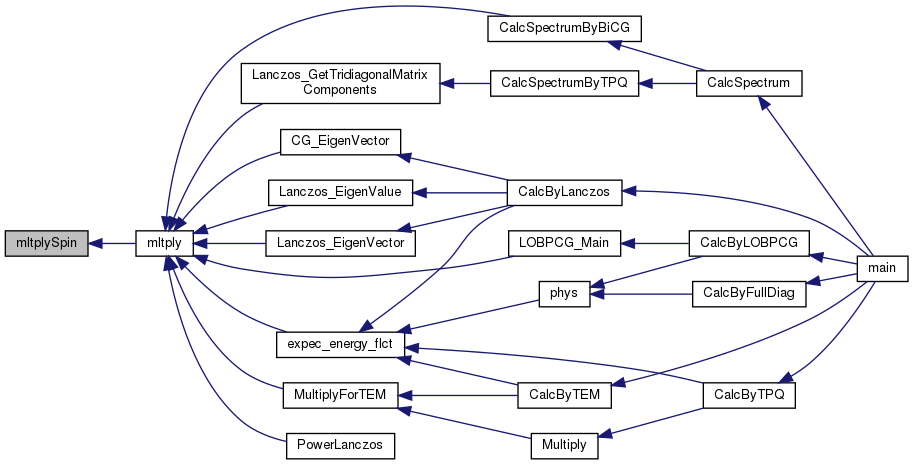 CalcSpectrumByBiCG
Lanczos_GetTridiagonalMatrix
Components
CalcSpectrumByTPQ
CalcSpectrum
CG_EigenVector
Lanczos_EigenValue
CalcByLanczos
mltplySpin
mltply
Lanczos_EigenVector
LOBPCG_Main
CalcByLOBPCG
main
phys
CalcByFullDiag
expec_energy_flct
MultiplyForTEM
CalcByTEM
CalcByTPQ
PowerLanczos
Multiply